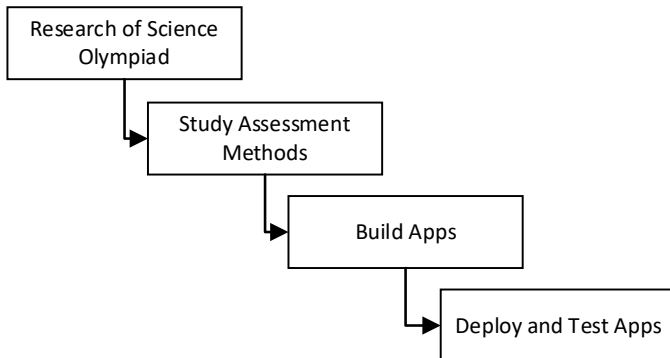 Research of Science
Olympiad
Study Assessment
Methods
Build Apps
Deploy and Test Apps